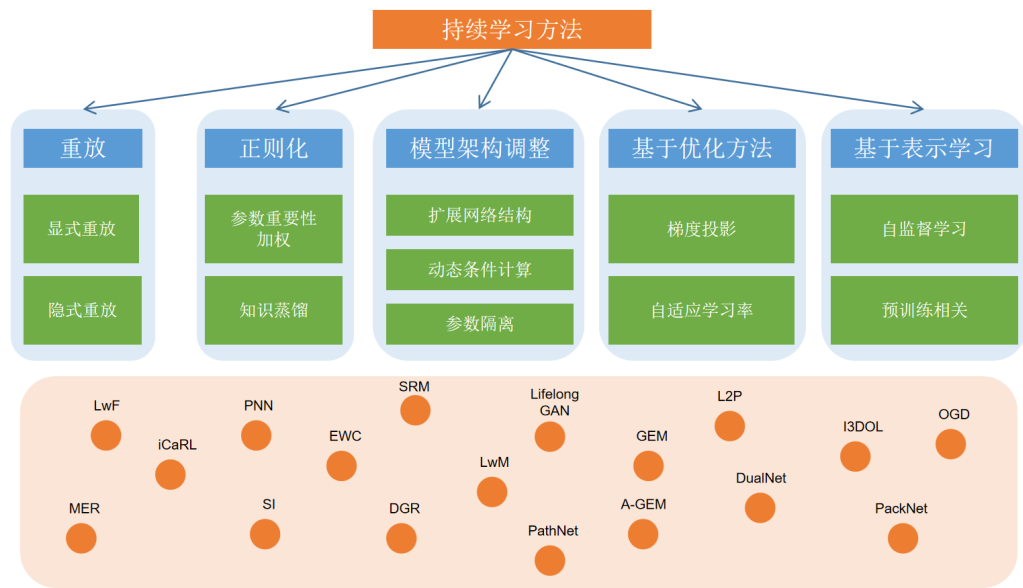 持续学习方法
重放
正则化
模型架构调整
基于优化方法
基于表示学习
显式重放
隐式重放
参数重要性
加权
知识蒸馏
扩展网络结构
动态条件计算
参数隔离
梯度投影
自适应学习率
自监督学习
预训练相关
LwF
iCaRL
MER
PNN
EWC
SI
SRM
DGR
LwM
Lifelong
GAN
PathNet
GEM
A-GEM
L2P
DualNet
I3DOL
PackNet
OGD